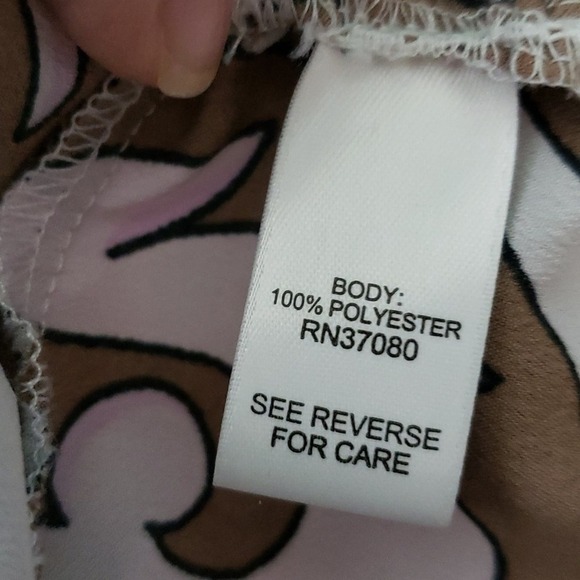 BODY:
100% POLYESTER
RN37080
SEE REVERSE
FOR CARE